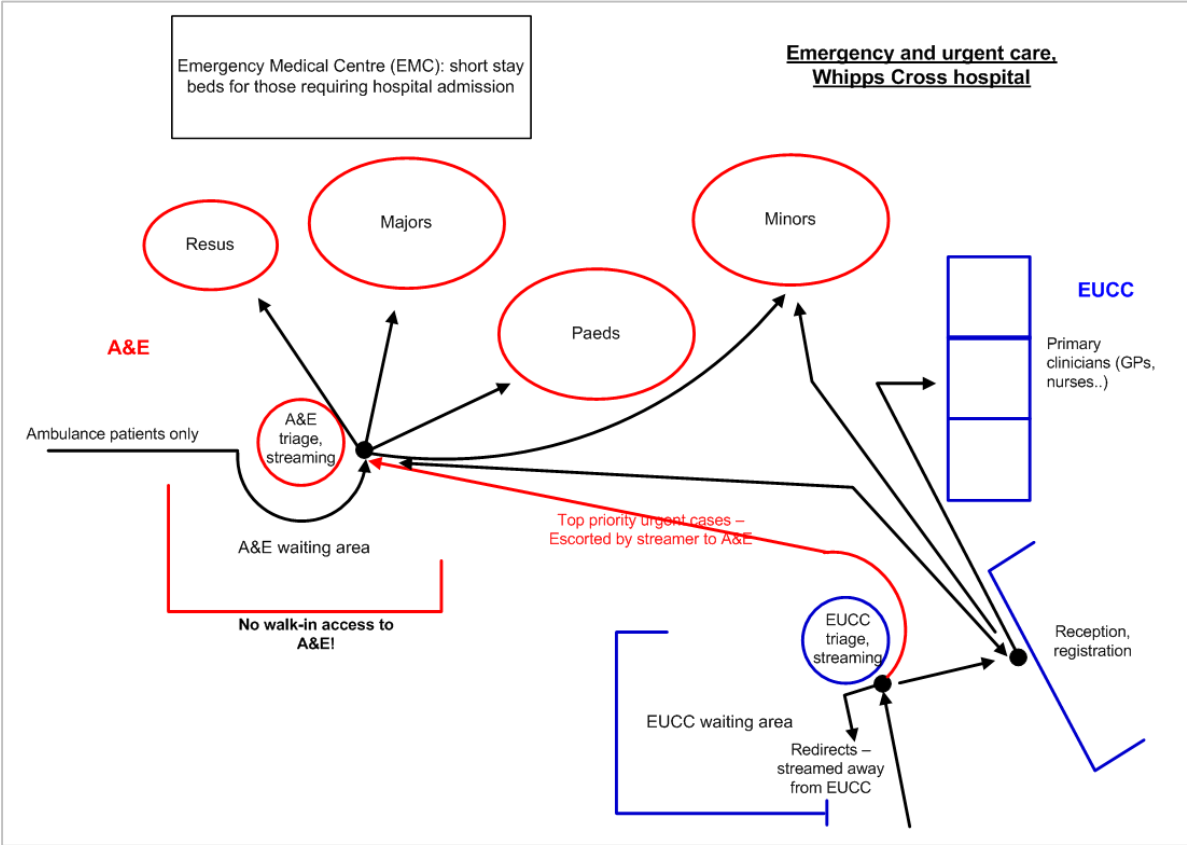 Emergency Medical Centre (EMC): short stay
beds for those requiring hospital admission
Emergency and urgent care,
Whipps Cross hospital
Resus
Majors
Minors
Paeds
EUCC
Primary
clinicians (GPs,
nurses..)
A&E
A&E
triage,
streaming
Ambulance patients only
A&E waiting area
Top priority urgent cases –
Escorted by streamer to A&E
No walk-in access to
A&E!
EUCC
triage,
streaming
Reception,
registration
EUCC waiting area
Redirects –
streamed away
from EUCC